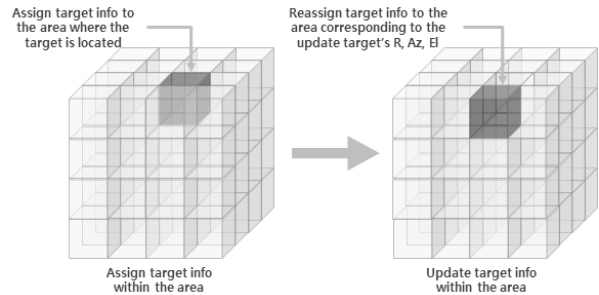 Assign target info to
the area where the
target is located
Reassign target info to the
area corresponding to the
update target's R, Az, El
Assign target info
within the area
Update target info
within the area